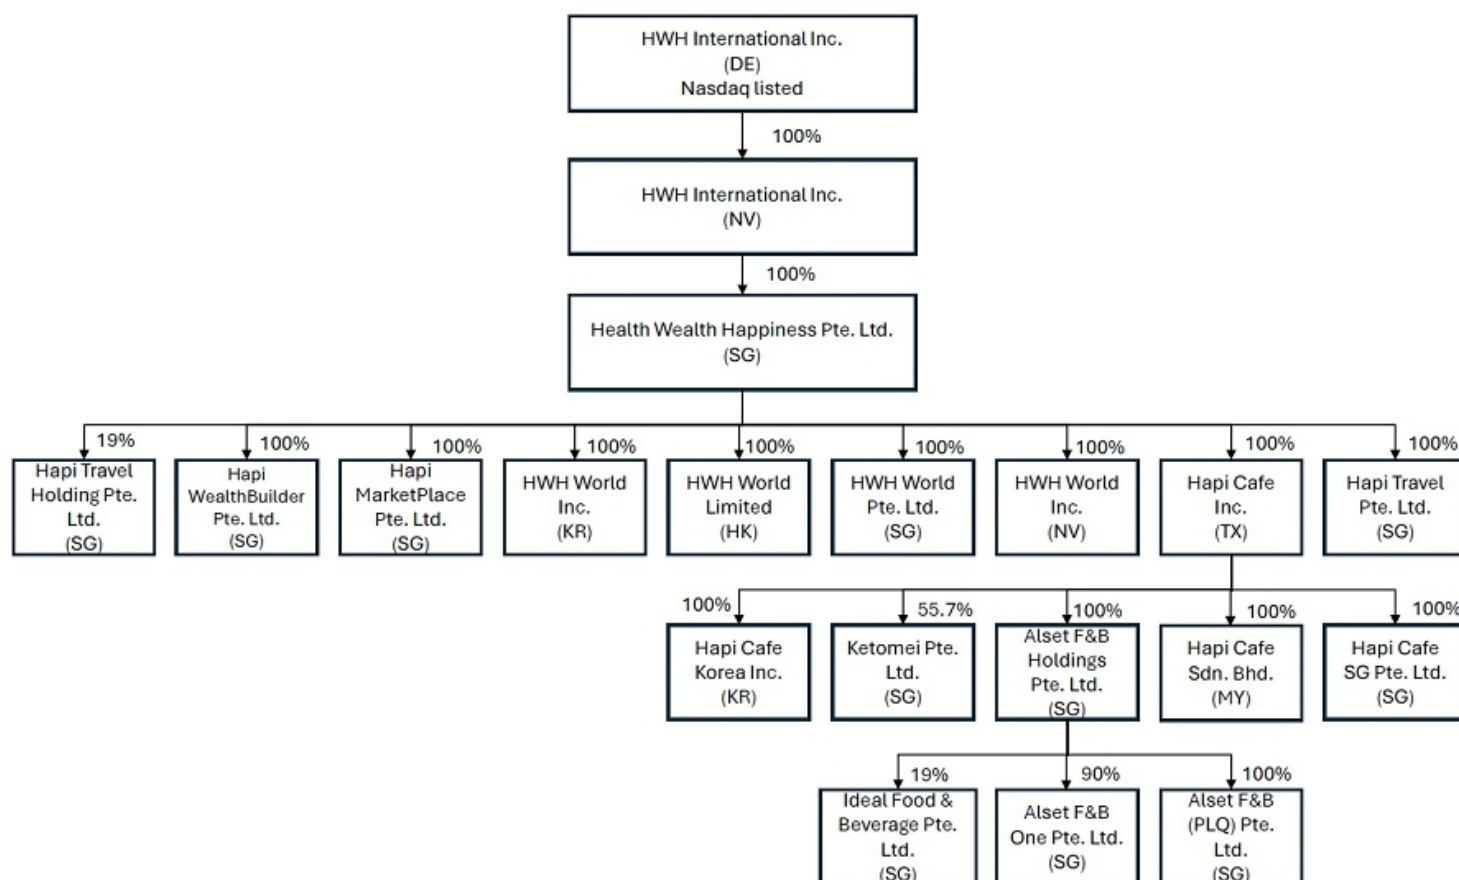 HWH International Inc.
(DE)
Nasdaq listed
100%
HWH International Inc.
(NV)
100%
Health Wealth Happiness Pte. Ltd.
(SG)
19%
100%
100%
100%
100%
100%
100%
100%
100%
Hapi Travel
Holding Pte.
Ltd.
(SG)
Hapi
WealthBuilder
Pte. Ltd.
(SG)
Hapi
MarketPlace
Pte. Ltd.
(SG)
HWH World
Inc.
(KR)
HWH World
Limited
(HK)
HWH World
Pte. Ltd.
(SG)
HWH World
Inc.
(NV)
Hapi Cafe
Inc.
(TX)
Hapi Travel
Pte. Ltd.
(SG)
100%
55.7%
100%
100%
100%
Hapi Cafe
Korea Inc.
(KR)
Ketomei Pte.
Ltd.
(SG)
Alset F&B
Holdings
Pte. Ltd.
(SG)
Hapi Cafe
Sdn. Bhd.
(MY)
Hapi Cafe
SG Pte. Ltd.
(SG)
19%
90%
100%
Ideal Food &
Beverage Pte.
Ltd.
(SG)
Alset F&B
One Pte. Ltd.
(SG)
Alset F&B
(PLQ) Pte.
Ltd.
(SG)